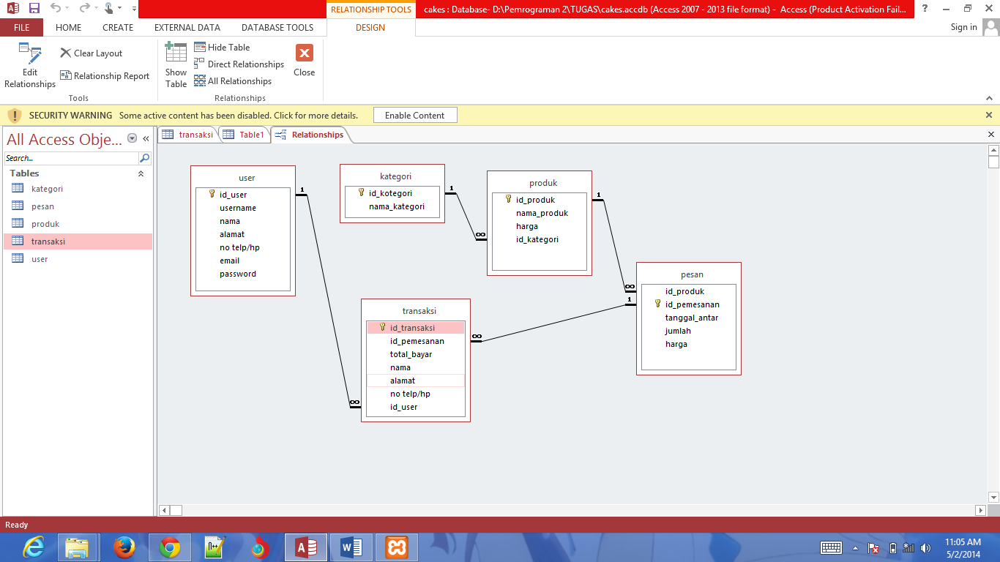 RELATIONSHIP TOOLS
cakes : Database- D:\Pemrograman 2\TUGAS\cakes.accdb (Access 2007 - 2013 file format) - Access (Product Activation Fail...
FILE HOME CREATE EXTERNAL DATA DATABASE TOOLS DESIGN
Sign in
Edit Relationships
Clear Layout
Relationship Report
Tools
Show Table
Hide Table
Direct Relationships
All Relationships
Close
Relationships
SECURITY WARNING Some active content has been disabled. Click for more details. Enable Content
All Access Obje...
Search...
Tables
kategori
pesan
produk
transaksi
user
transaksi Table1 Relationships
user
id_user
username
nama
alamat
no telp/hp
email
password
1
∞
kategori
id_kotegori
nama_kategori
1
∞
produk
id_produk
nama_produk
harga
id_kategori
1
∞
transaksi
id_transaksi
id_pemesanan
total_bayar
nama
alamat
no telp/hp
id_user
∞
1
pesan
id_produk
id_pemesanan
tanggal_antar
jumlah
harga
Ready
11:05 AM
5/2/2014